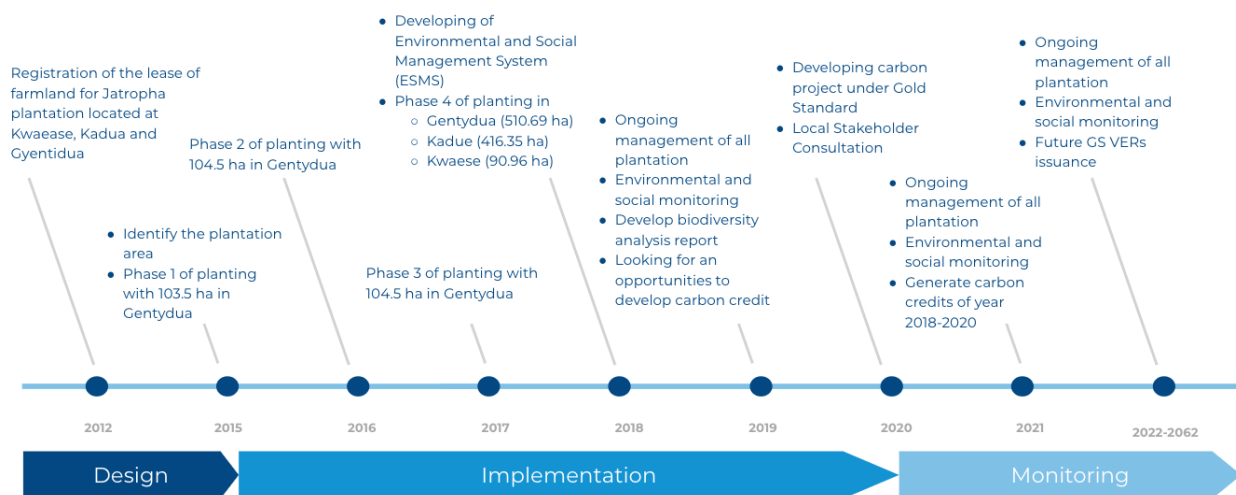 Registration of the lease of
farmland for Jatropha
plantation located at
Kwaease, Kadua and
Gyentidua
● Identify the plantation
area
● Phase 1 of planting
with 103.5 ha in
Gentydua
Phase 2 of planting with
104.5 ha in Gentydua
Phase 3 of planting with
104.5 ha in Gentydua
● Developing of
Environmental and Social
Management System
(ESMS)
● Phase 4 of planting in
○ Gentydua (510.69 ha)
○ Kadue (416.35 ha)
○ Kwaese (90.96 ha)
● Ongoing
management of all
plantation
● Environmental and
social monitoring
● Develop biodiversity
analysis report
● Looking for an
opportunities to
develop carbon credit
● Developing carbon
project under Gold
Standard
● Local Stakeholder
Consultation
● Ongoing
management of all
plantation
● Environmental and
social monitoring
● Generate carbon
credits of year
2018-2020
● Ongoing
management of all
plantation
● Environmental and
social monitoring
● Future GS VERs
issuance
2012
2015
2016
2017
2018
2019
2020
2021
2022-2062
Design
Implementation
Monitoring